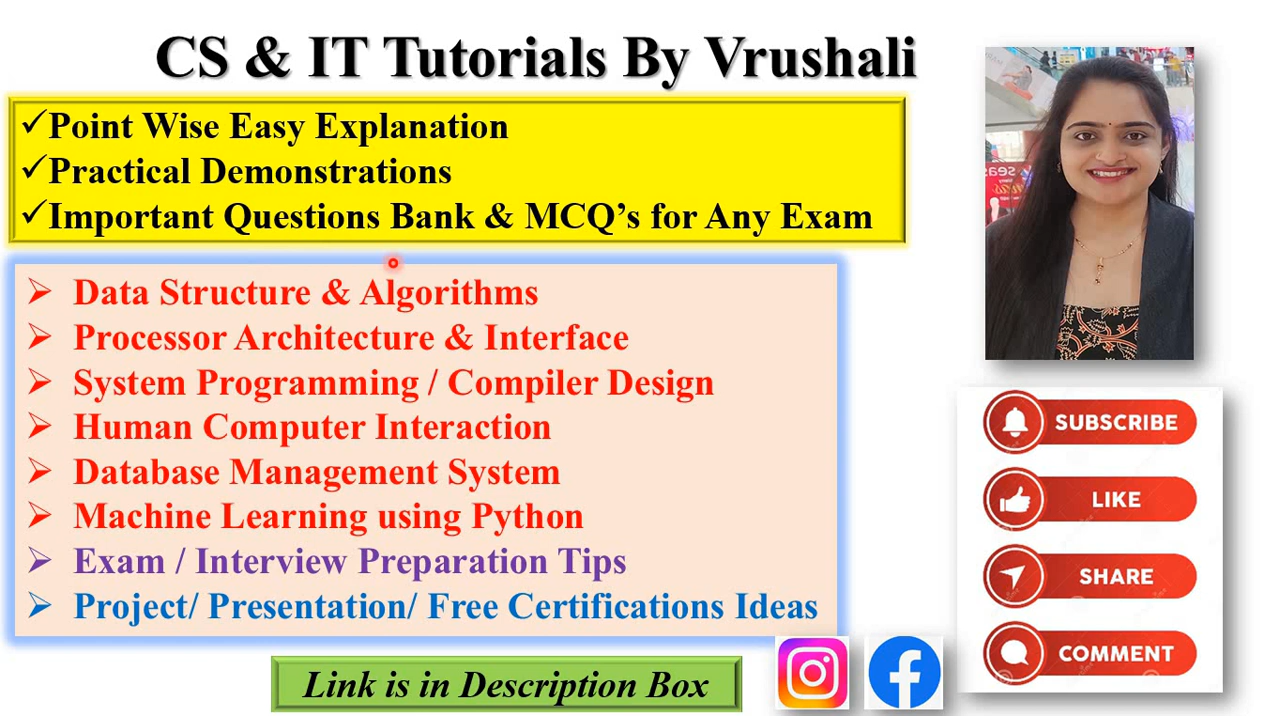 CS & IT Tutorials By Vrushali
✓Point Wise Easy Explanation
✓Practical Demonstrations
✓Important Questions Bank & MCQ’s for Any Exam
➢ Data Structure & Algorithms
➢ Processor Architecture & Interface
➢ System Programming / Compiler Design
➢ Human Computer Interaction
➢ Database Management System
➢ Machine Learning using Python
➢ Exam / Interview Preparation Tips
➢ Project/ Presentation/ Free Certifications Ideas
Link is in Description Box
SUBSCRIBE
LIKE
SHARE
COMMENT